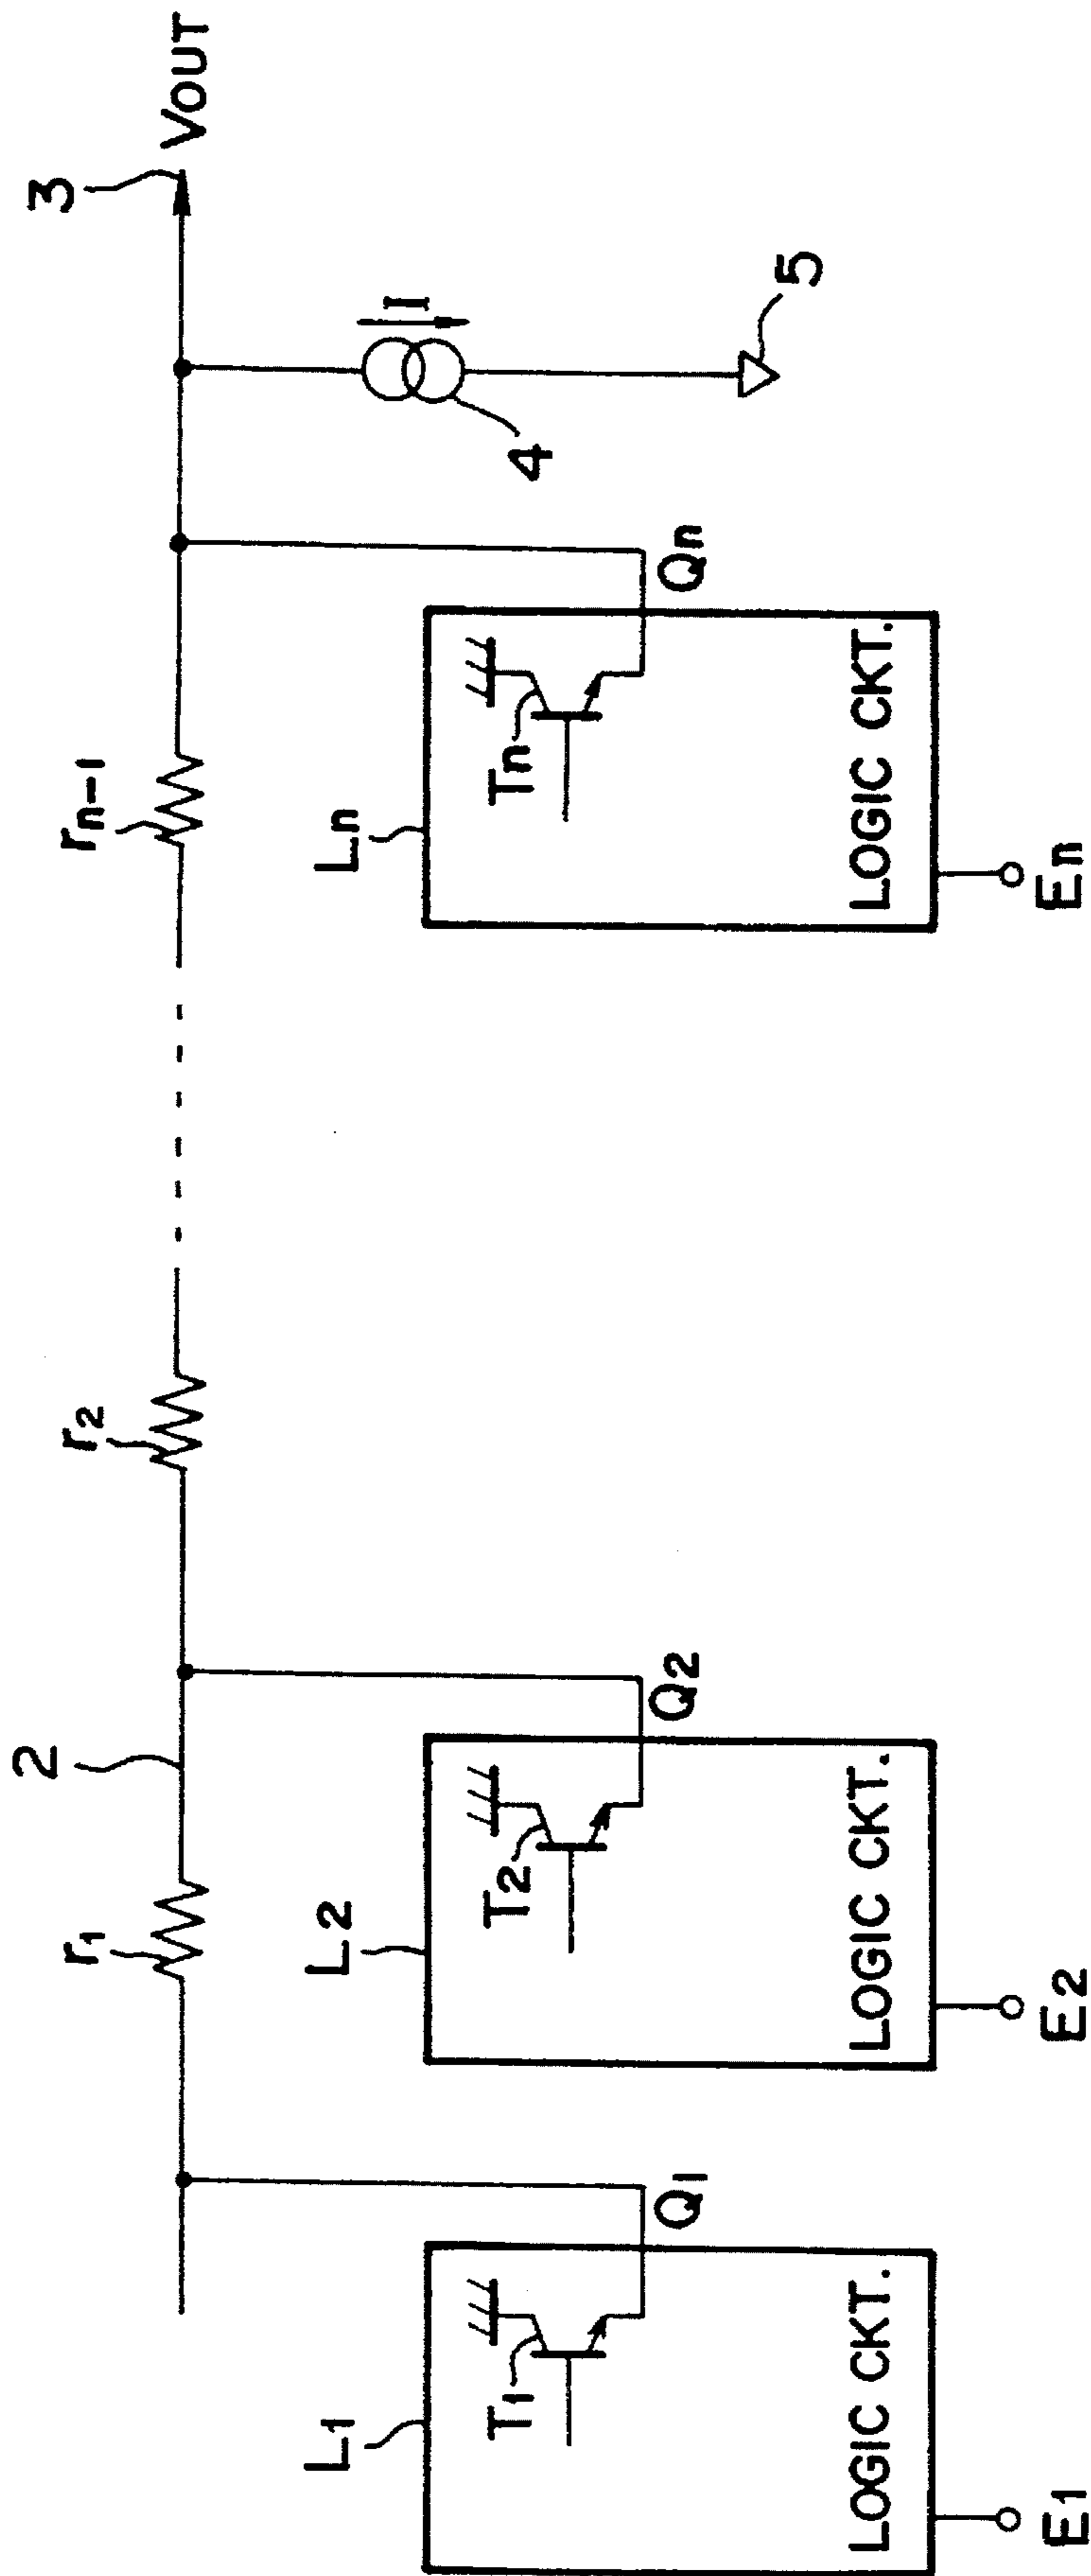 3
VOUT
2
r1
r2
rn-1
I
4
5
L1
T1
Q1
LOGIC CKT.
E1
L2
T2
Q2
LOGIC CKT.
E2
Ln
Tn
Qn
LOGIC CKT.
En